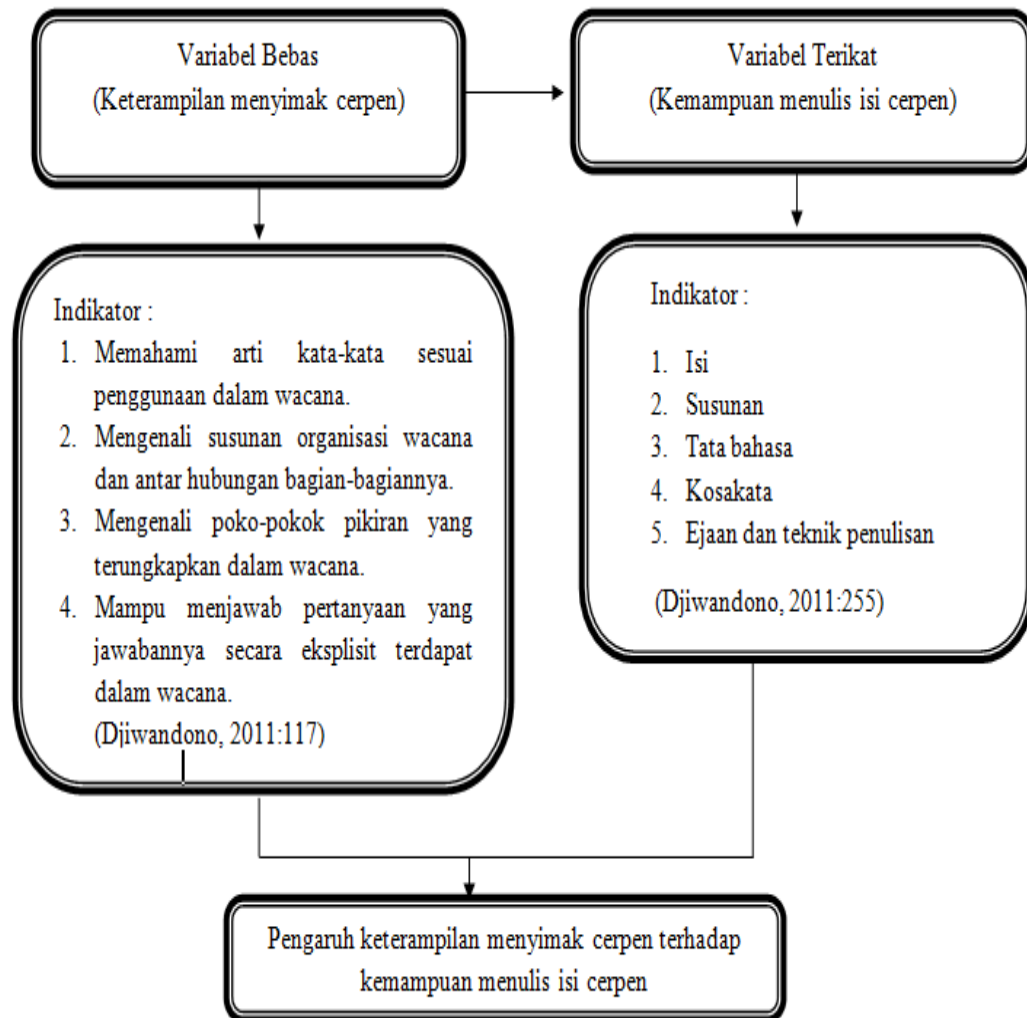 Variabel Bebas
(Keterampilan menyimak cerpen)
Variabel Terikat
(Kemampuan menulis isi cerpen)
Indikator :
1. Memahami arti kata-kata sesuai
penggunaan dalam wacana.
2. Mengenali susunan organisasi wacana
dan antar hubungan bagian-bagiannya.
3. Mengenali poko-pokok pikiran yang
terungkapkan dalam wacana.
4. Mampu menjawab pertanyaan yang
jawabannya secara eksplisit terdapat
dalam wacana.
(Djiwandono, 2011:117)
Indikator :
1. Isi
2. Susunan
3. Tata bahasa
4. Kosakata
5. Ejaan dan teknik penulisan
(Djiwandono, 2011:255)
Pengaruh keterampilan menyimak cerpen terhadap
kemampuan menulis isi cerpen